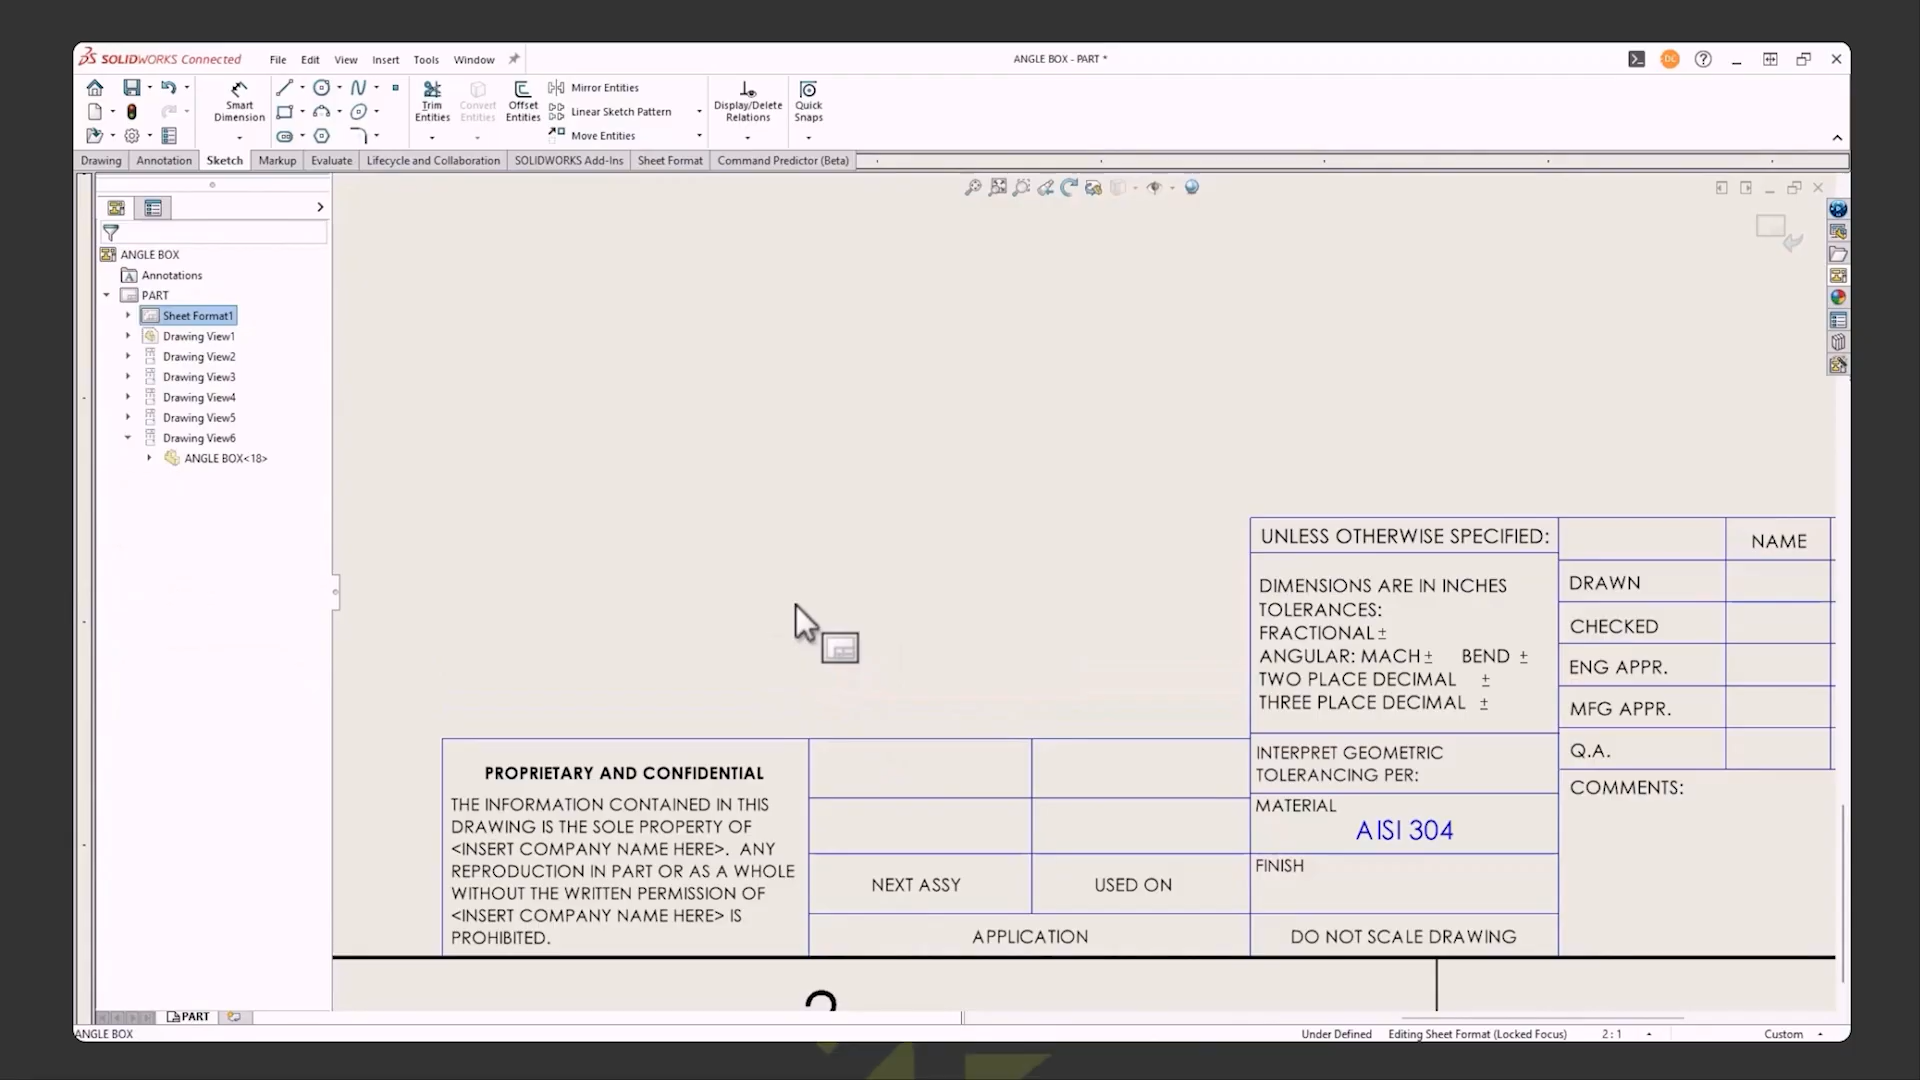 SOLIDWORKS Connected
File Edit View Insert Tools Window
ANGLE BOX - PART *
DC
Smart Dimension
Trim Entities
Convert Entities
Offset Entities
Mirror Entities
Linear Sketch Pattern
Move Entities
Display/Delete Relations
Quick Snaps
Drawing Annotation Sketch Markup Evaluate Lifecycle and Collaboration SOLIDWORKS Add-Ins Sheet Format Command Predictor (Beta)
ANGLE BOX
Annotations
PART
Sheet Format1
Drawing View1
Drawing View2
Drawing View3
Drawing View4
Drawing View5
Drawing View6
ANGLE BOX<18>
UNLESS OTHERWISE SPECIFIED:
DIMENSIONS ARE IN INCHES
TOLERANCES:
FRACTIONAL±
ANGULAR: MACH± BEND ±
TWO PLACE DECIMAL ±
THREE PLACE DECIMAL ±
INTERPRET GEOMETRIC
TOLERANCING PER:
MATERIAL
AISI 304
FINISH
DO NOT SCALE DRAWING
NAME
DRAWN
CHECKED
ENG APPR.
MFG APPR.
Q.A.
COMMENTS:
PROPRIETARY AND CONFIDENTIAL
THE INFORMATION CONTAINED IN THIS
DRAWING IS THE SOLE PROPERTY OF
<INSERT COMPANY NAME HERE>. ANY
REPRODUCTION IN PART OR AS A WHOLE
WITHOUT THE WRITTEN PERMISSION OF
<INSERT COMPANY NAME HERE> IS
PROHIBITED.
NEXT ASSY
USED ON
APPLICATION
PART
ANGLE BOX
Under Defined
Editing Sheet Format (Locked Focus)
2 : 1
Custom